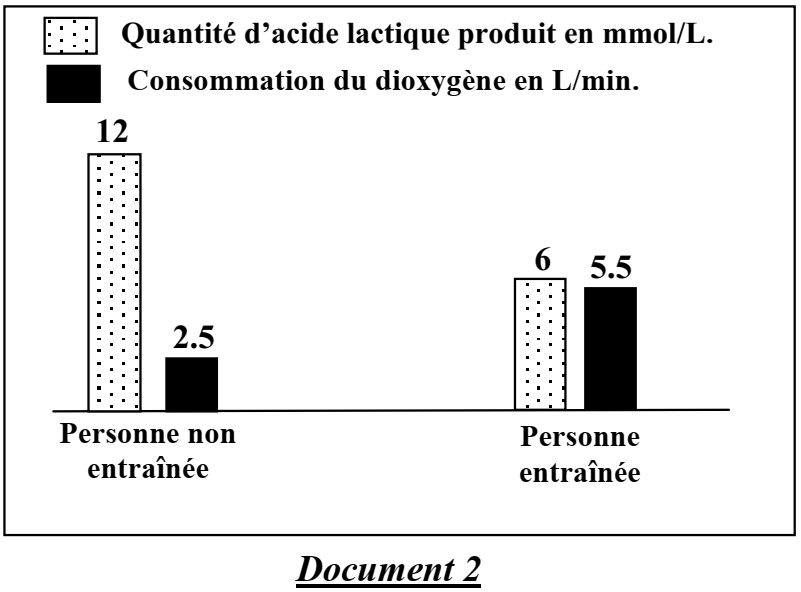 Quantité d'acide lactique produit en mmol/L.
Consommation du dioxygène en L/min.
12
2.5
6
5.5
Personne non
entraînée
Personne
entraînée
Document 2